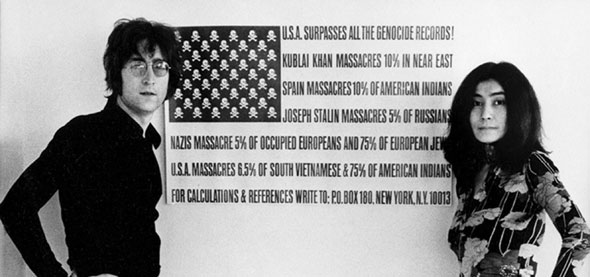 U.S.A. SURPASSES ALL THE GENOCIDE RECORDS!
KUBLAI KHAN MASSACRES 10% IN NEAR EAST
SPAIN MASSACRES 10% OF AMERICAN INDIANS
JOSEPH STALIN MASSACRES 5% OF RUSSIANS
NAZIS MASSACRE 5% OF OCCUPIED EUROPEANS AND 75% OF EUROPEAN
U.S.A. MASSACRES 6.5% OF SOUTH VIETNAMESE & 75% OF AMERICAN INDIANS
FOR CALCULATIONS & REFERENCES WRITE TO: P.O. BOX 180, NEW YORK, N.Y. 10013